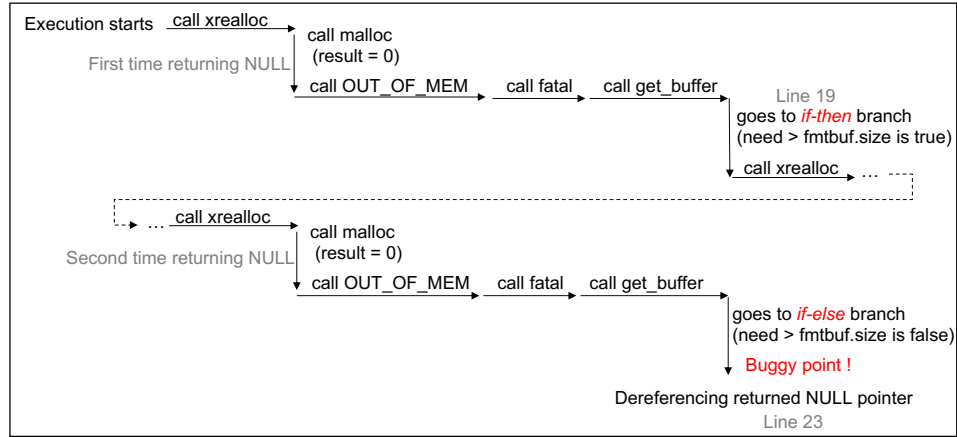 Execution starts call xrealloc
call malloc
(result = 0)
First time returning NULL
call OUT_OF_MEM call fatal call get_buffer
Line 19
goes to if-then branch
(need > fmtbuf.size is true)
call xrealloc ...
... call xrealloc
call malloc
(result = 0)
Second time returning NULL
call OUT_OF_MEM call fatal call get_buffer
goes to if-else branch
(need > fmtbuf.size is false)
Buggy point !
Dereferencing returned NULL pointer
Line 23